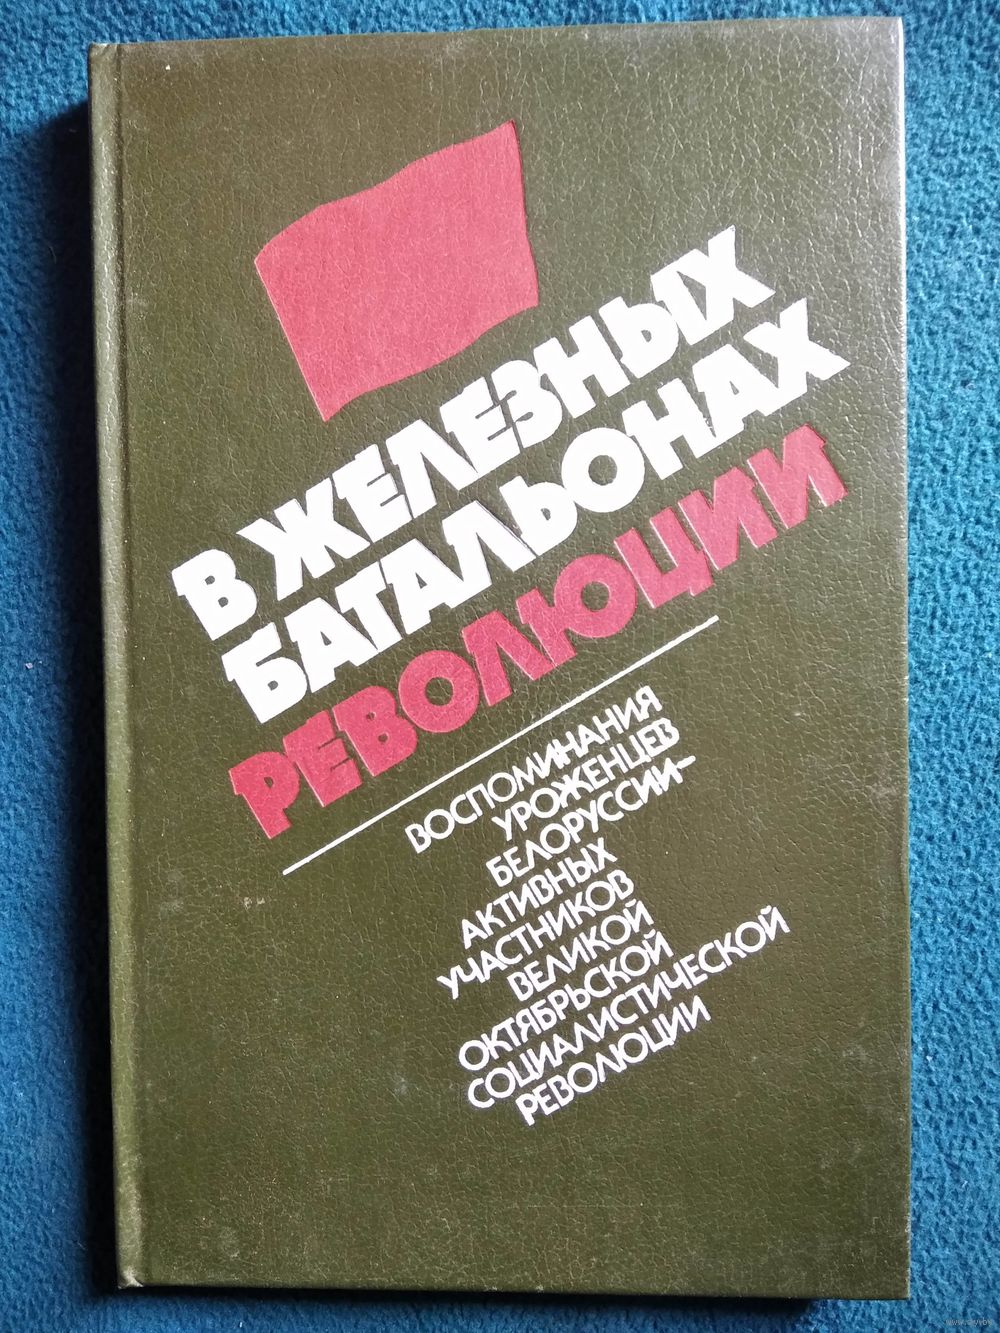 В ЖЕЛЕЗНЫХ
БАТАЛЬОНАХ
РЕВОЛЮЦИИ
ВОСПОМИНАНИЯ
УРОЖЕНЦЕВ
БЕЛОРУССИИ–
АКТИВНЫХ
УЧАСТНИКОВ
ВЕЛИКОЙ
ОКТЯБРЬСКОЙ
СОЦИАЛИСТИЧЕСКОЙ
РЕВОЛЮЦИИ